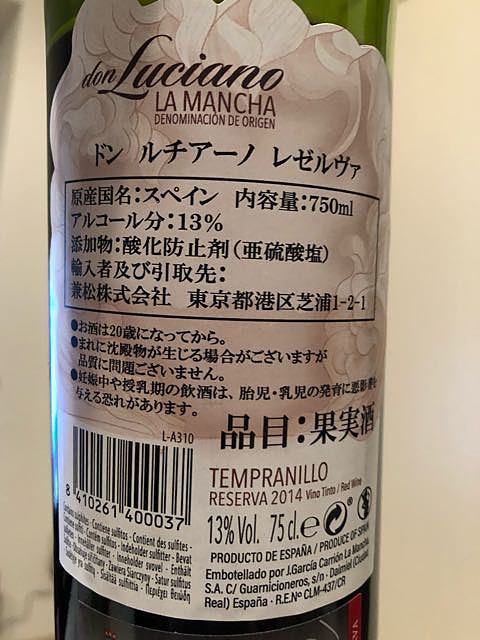 don Luciano
LA MANCHA
DENOMINACIÓN DE ORIGEN
ドン ルチアーノ レゼルヴァ
原産国名:スペイン 内容量:750ml
アルコール分:13%
添加物:酸化防止剤(亜硫酸塩)
輸入者及び引取先:
兼松株式会社 東京都港区芝浦1-2-1
●お酒は20歳になってから。
●まれに沈殿物が生じる場合がございますが
品質に問題ございません。
●妊娠中や授乳期の飲酒は、胎児・乳児の発育に悪影響を
与える恐れがあります。
品目:果実酒
L-A310
8 410261 400037
TEMPRANILLO
RESERVA 2014 Vino Tinto / Red Wine
13% Vol. 75 cl. e
PRODUCTO DE ESPAÑA / PRODUCE OF SPAIN
Embotellado por J.García Carrión La Mancha
S.A. C/ Guarnicioneros, s/n - Daimiel (Ciudad
Real) España - R.E.Nº CLM-437/CR
Contains sulphites - Contiene sulfitos - Contient des sulfites -